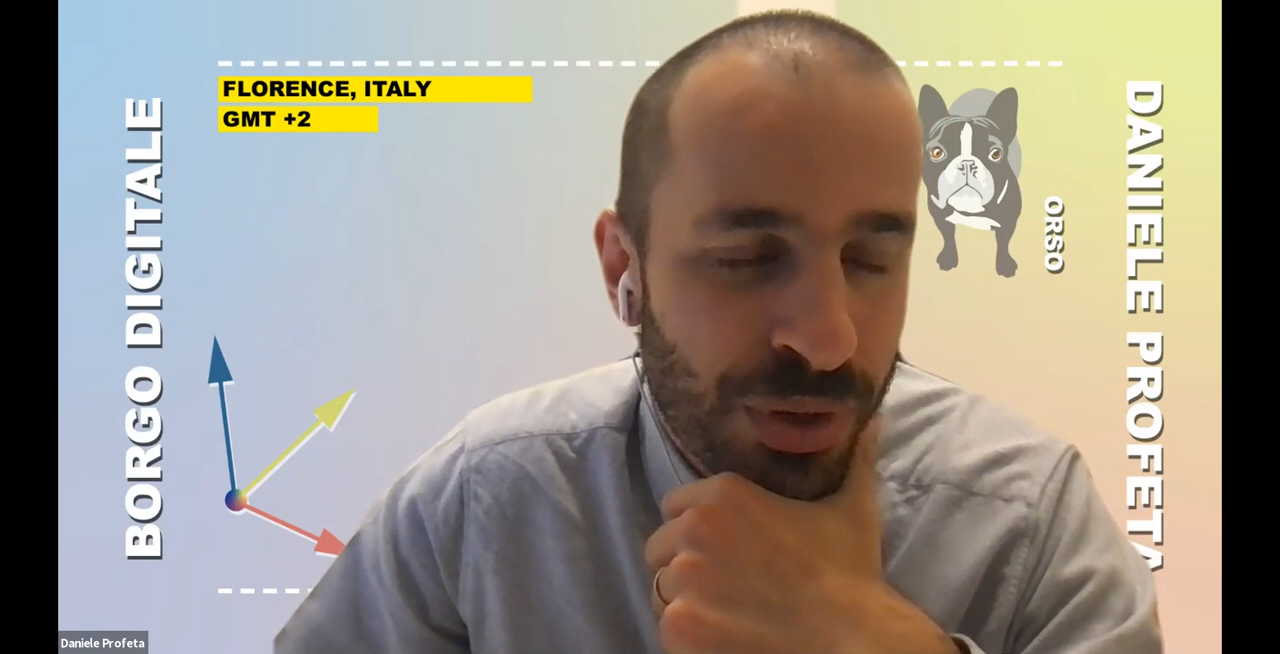 BORGO DIGITALE
FLORENCE, ITALY
GMT +2
ORSO
DANIELE PROFETA
Daniele Profeta